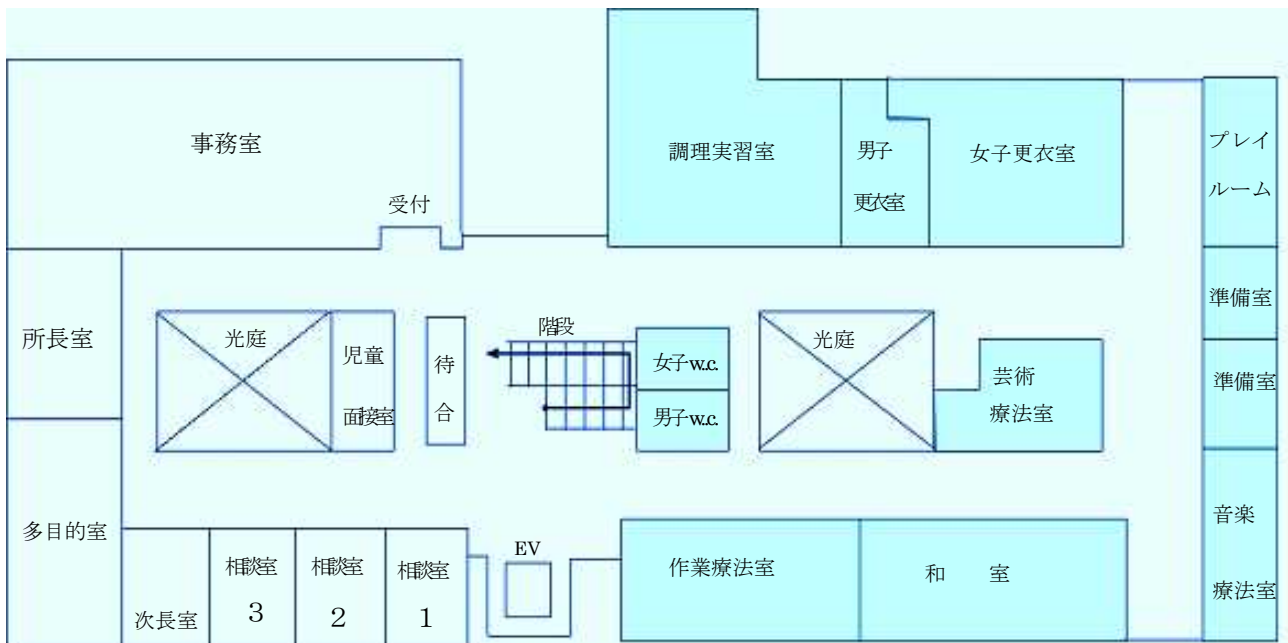 事務室
受付
調理実習室
男子
更衣室
女子更衣室
プレイ
ルーム
準備室
所長室
光庭
児童
面接室
待
合
階段
女子w.c.
男子w.c.
光庭
芸術
療法室
準備室
多目的室
次長室
相談室
3
相談室
2
相談室
1
EV
作業療法室
和 室
音楽
療法室